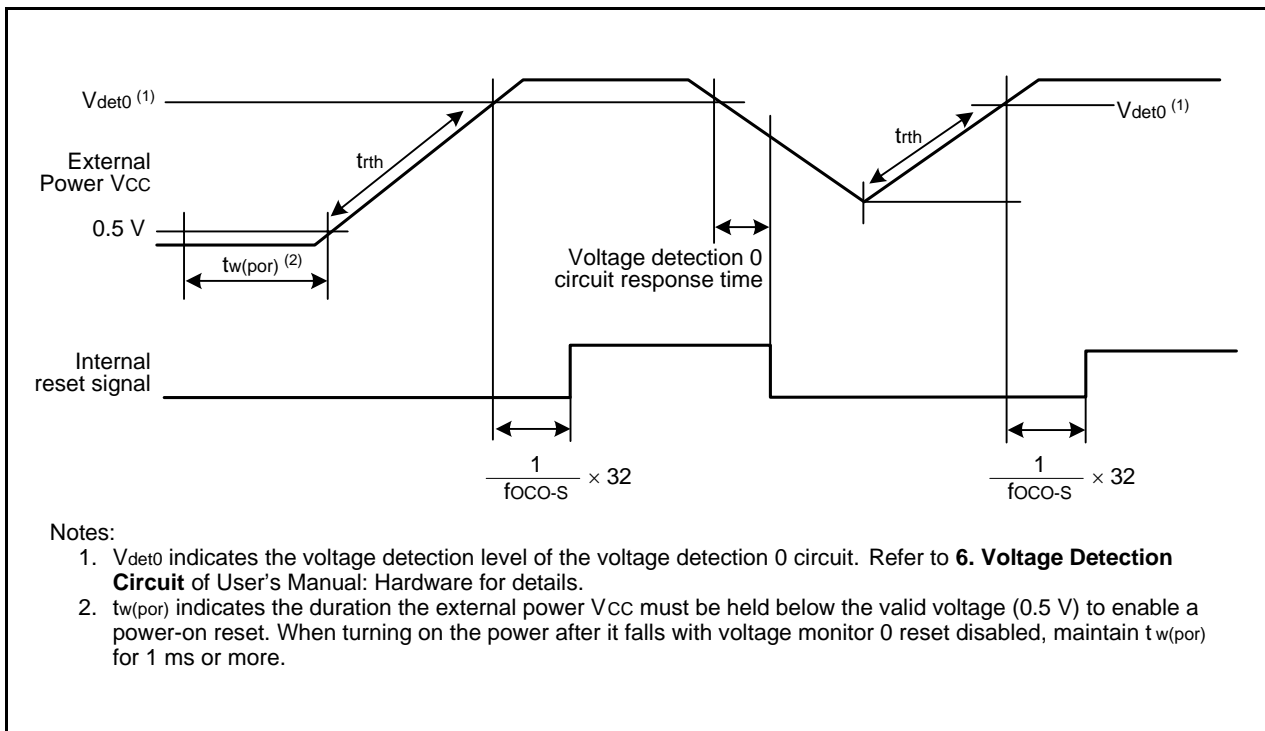 Vdet0 (1)
trth
External
Power VCC
0.5 V
tw(por) (2)
Voltage detection 0
circuit response time
trth
Vdet0 (1)
Internal
reset signal
1
fOCO-S
× 32
1
fOCO-S
× 32
Notes:
1. Vdet0 indicates the voltage detection level of the voltage detection 0 circuit. Refer to 6. Voltage Detection
Circuit of User's Manual: Hardware for details.
2. tw(por) indicates the duration the external power VCC must be held below the valid voltage (0.5 V) to enable a
power-on reset. When turning on the power after it falls with voltage monitor 0 reset disabled, maintain t w(por)
for 1 ms or more.